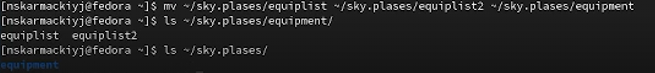 [nskarmackiyj@fedora ~]$ mv ~/sky.plases/equiplist ~/sky.plases/equiplist2 ~/sky.plases/equipment
[nskarmackiyj@fedora ~]$ ls ~/sky.plases/equipment/
equiplist  equiplist2
[nskarmackiyj@fedora ~]$ ls ~/sky.plases/
equipment